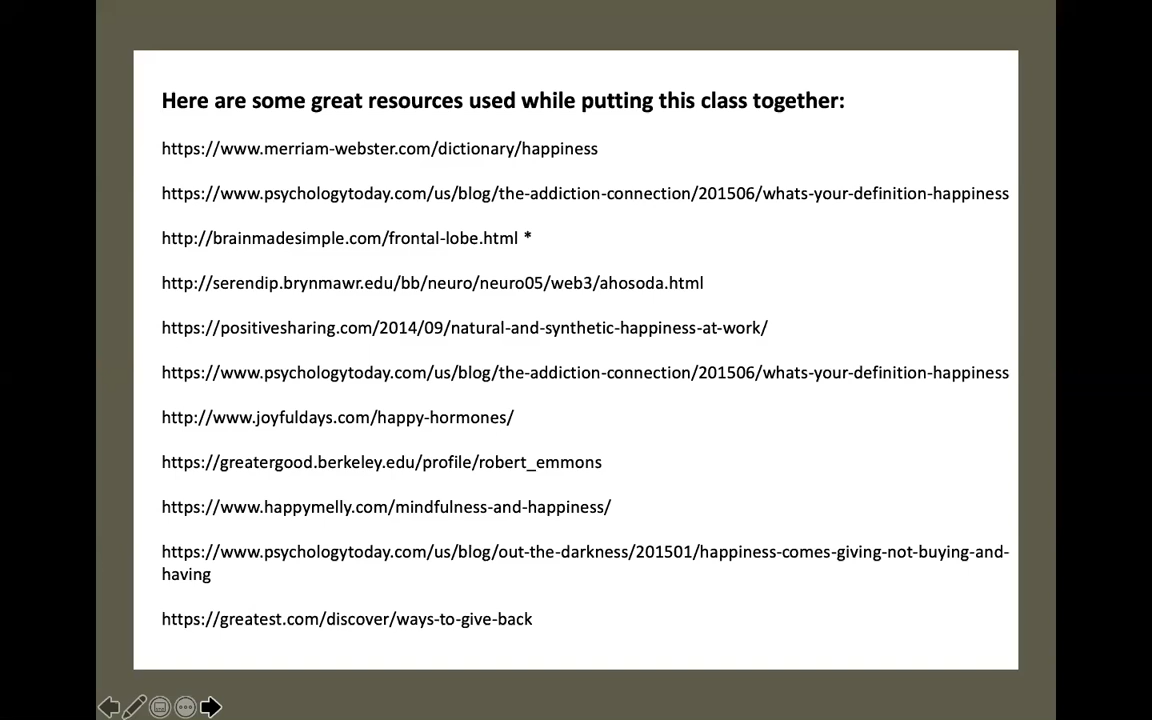 Here are some great resources used while putting this class together:
https://www.merriam-webster.com/dictionary/happiness
https://www.psychologytoday.com/us/blog/the-addiction-connection/201506/whats-your-definition-happiness
http://brainmadesimple.com/frontal-lobe.html *
http://serendip.brynmawr.edu/bb/neuro/neuro05/web3/ahosoda.html
https://positivesharing.com/2014/09/natural-and-synthetic-happiness-at-work/
https://www.psychologytoday.com/us/blog/the-addiction-connection/201506/whats-your-definition-happiness
http://www.joyfuldays.com/happy-hormones/
https://greatergood.berkeley.edu/profile/robert_emmons
https://www.happymelly.com/mindfulness-and-happiness/
https://www.psychologytoday.com/us/blog/out-the-darkness/201501/happiness-comes-giving-not-buying-and-
having
https://greatest.com/discover/ways-to-give-back